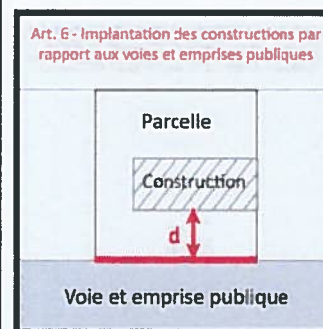 Art. 6 - Implantation des constructions par
rapport aux voies et emprises publiques
Parcelle
Construction
d
Voie et emprise publique